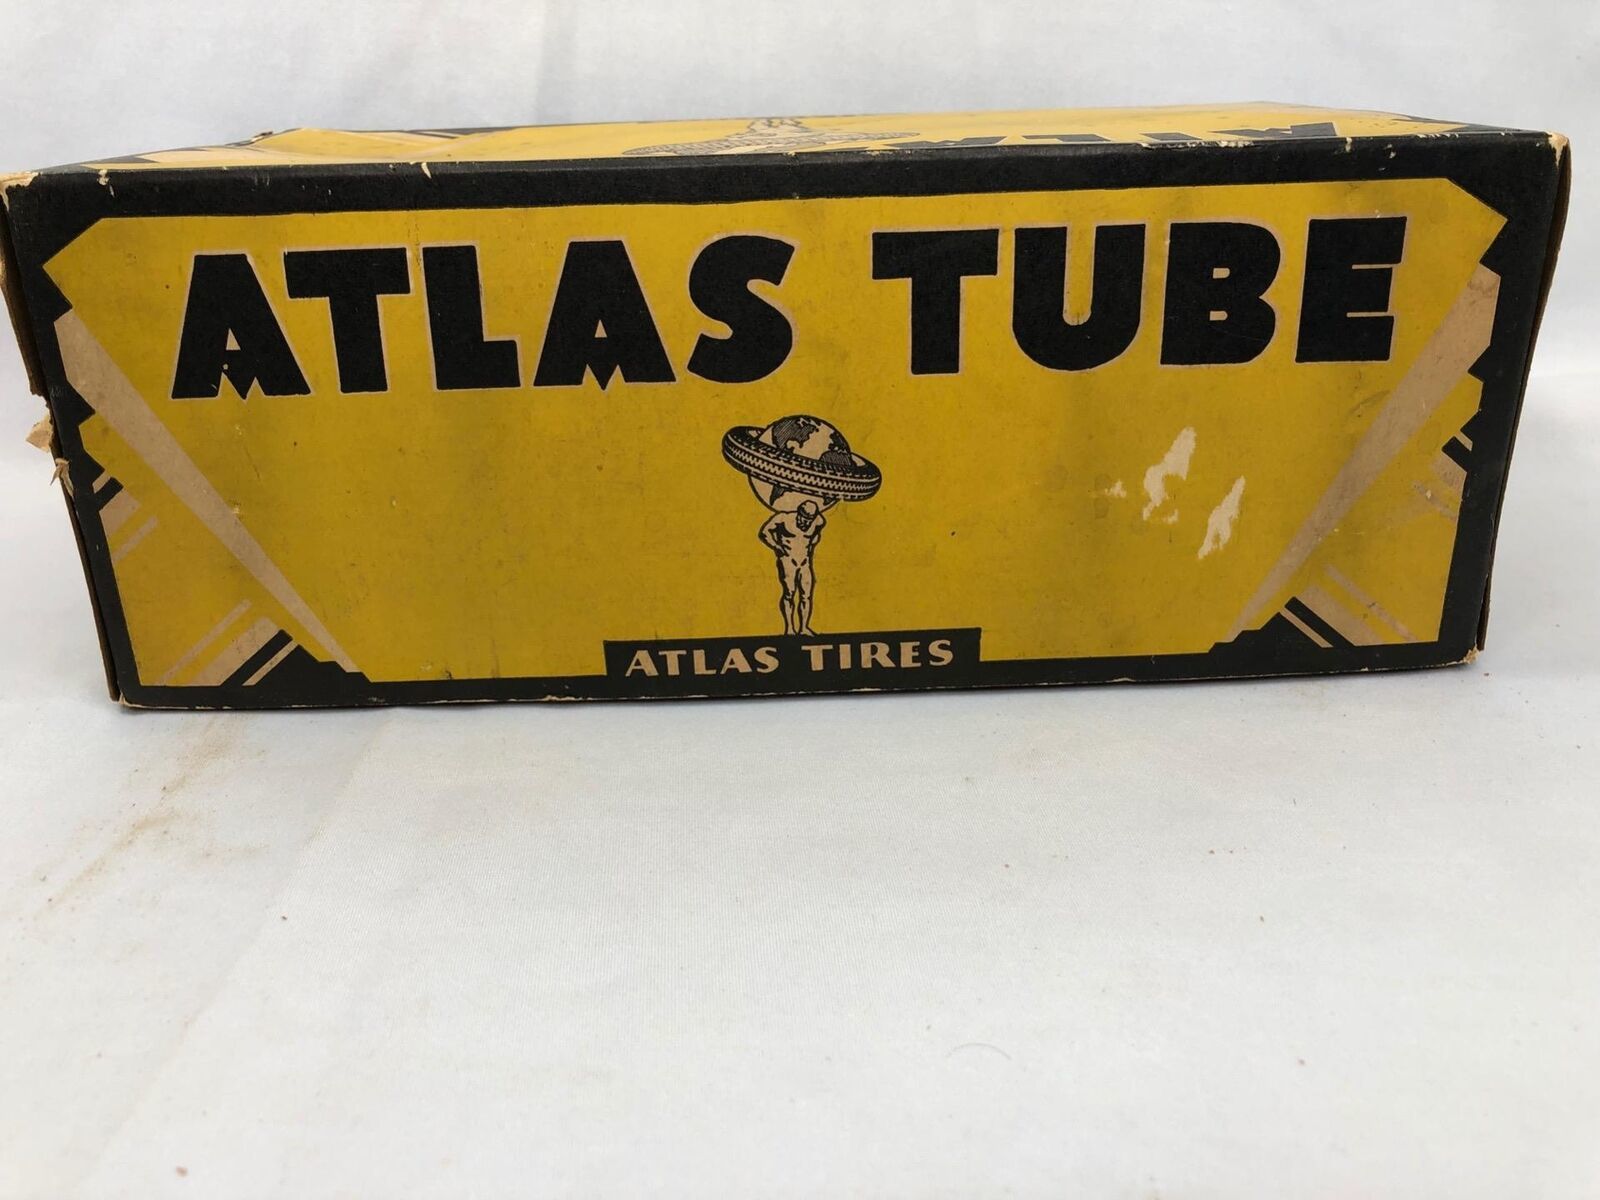 ATLAS TUBE
ATLAS TIRES